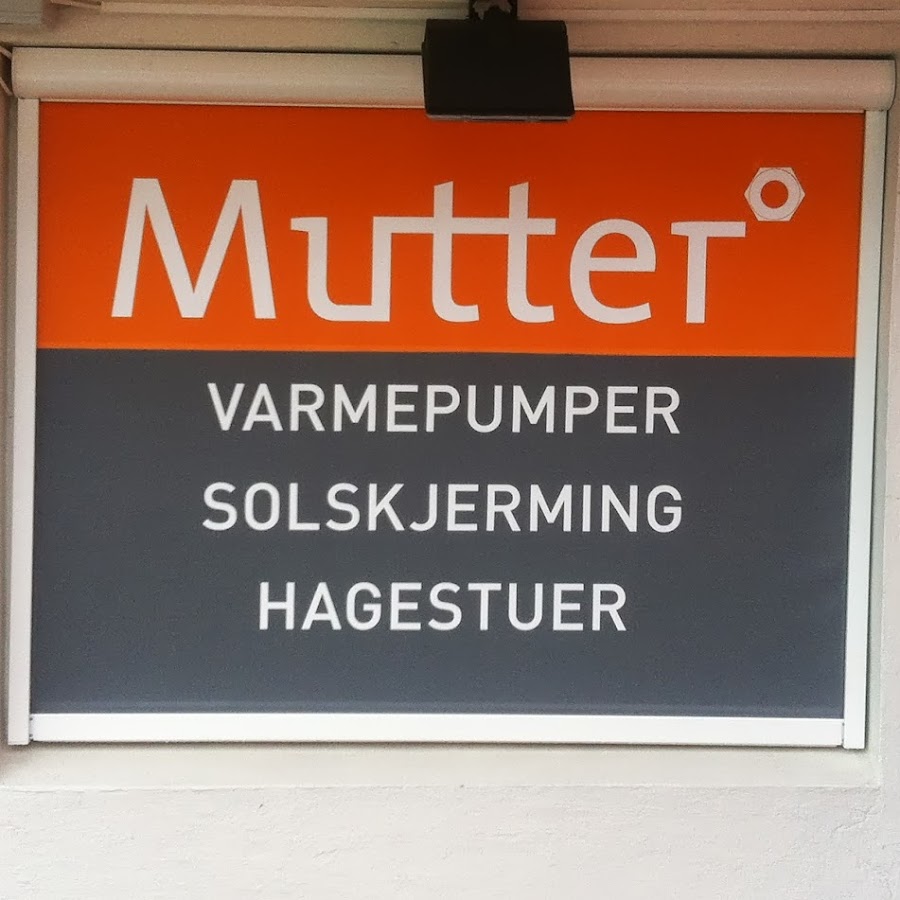 Mutter
VARMEPUMPER
SOLSKJERMING
HAGESTUER